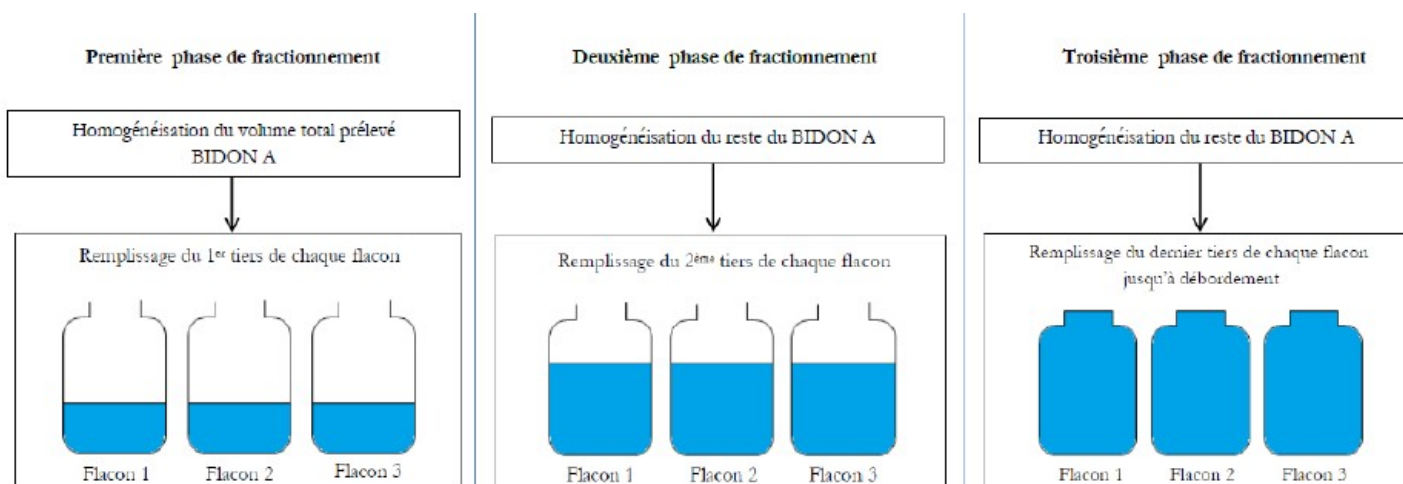 Première phase de fractionnement
Homogénéisation du volume total prélevé
BIDON A
Remplissage du 1er tiers de chaque flacon
Flacon 1
Flacon 2
Flacon 3
Deuxième phase de fractionnement
Homogénéisation du reste du BIDON A
Remplissage du 2ème tiers de chaque flacon
Flacon 1
Flacon 2
Flacon 3
Troisième phase de fractionnement
Homogénéisation du reste du BIDON A
Remplissage du dernier tiers de chaque flacon
jusqu'à débordement
Flacon 1
Flacon 2
Flacon 3